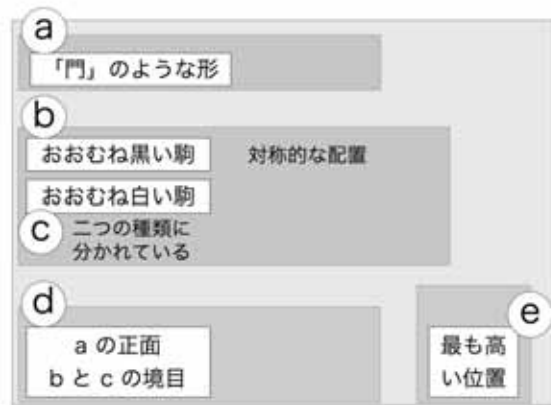 a
「門」のような形
b
おおむね黒い駒
対称的な配置
おおむね白い駒
c
二つの種類に
分かれている
d
a の正面
b と c の境目
e
最も高
い位置